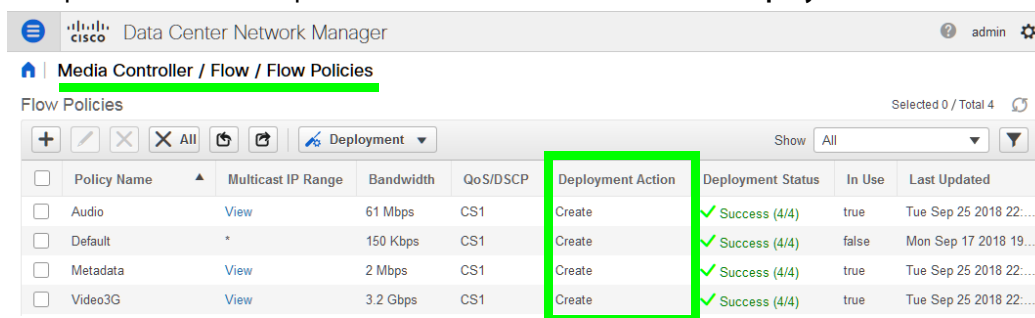 cisco Data Center Network Manager admin
Media Controller / Flow / Flow Policies
Flow Policies Selected 0 / Total 4
All Deployment Show All
Policy Name Multicast IP Range Bandwidth QoS/DSCP Deployment Action Deployment Status In Use Last Updated
Audio View 61 Mbps CS1 Create Success (4/4) true Tue Sep 25 2018 22:...
Default * 150 Kbps CS1 Create Success (4/4) false Mon Sep 17 2018 19...
Metadata View 2 Mbps CS1 Create Success (4/4) true Tue Sep 25 2018 22:...
Video3G View 3.2 Gbps CS1 Create Success (4/4) true Tue Sep 25 2018 22:...